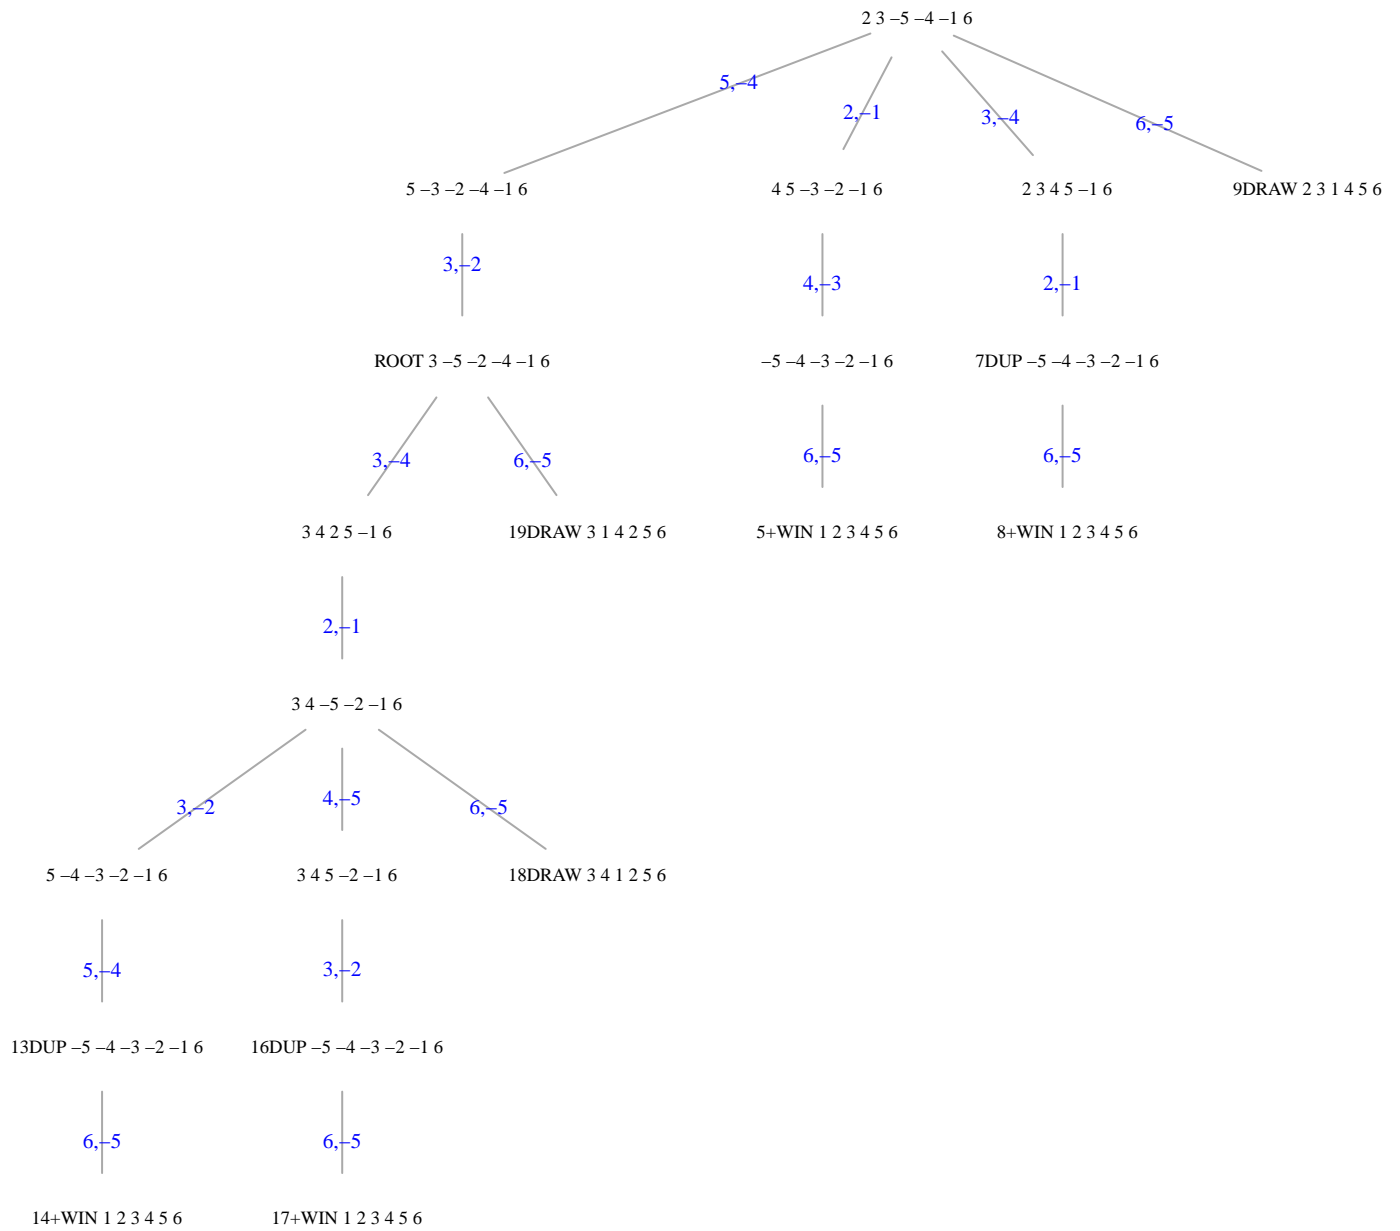 2 3 –5 –4 –1 6
5,–4
2,–1
3,–4
6,–5
5 –3 –2 –4 –1 6
4 5 –3 –2 –1 6
2 3 4 5 –1 6
9DRAW 2 3 1 4 5 6
3,–2
4,–3
2,–1
ROOT 3 –5 –2 –4 –1 6
–5 –4 –3 –2 –1 6
7DUP –5 –4 –3 –2 –1 6
3,–4
6,–5
6,–5
6,–5
3 4 2 5 –1 6
19DRAW 3 1 4 2 5 6
5+WIN 1 2 3 4 5 6
8+WIN 1 2 3 4 5 6
2,–1
3 4 –5 –2 –1 6
3,–2
4,–5
6,–5
5 –4 –3 –2 –1 6
3 4 5 –2 –1 6
18DRAW 3 4 1 2 5 6
5,–4
3,–2
13DUP –5 –4 –3 –2 –1 6
16DUP –5 –4 –3 –2 –1 6
6,–5
6,–5
14+WIN 1 2 3 4 5 6
17+WIN 1 2 3 4 5 6